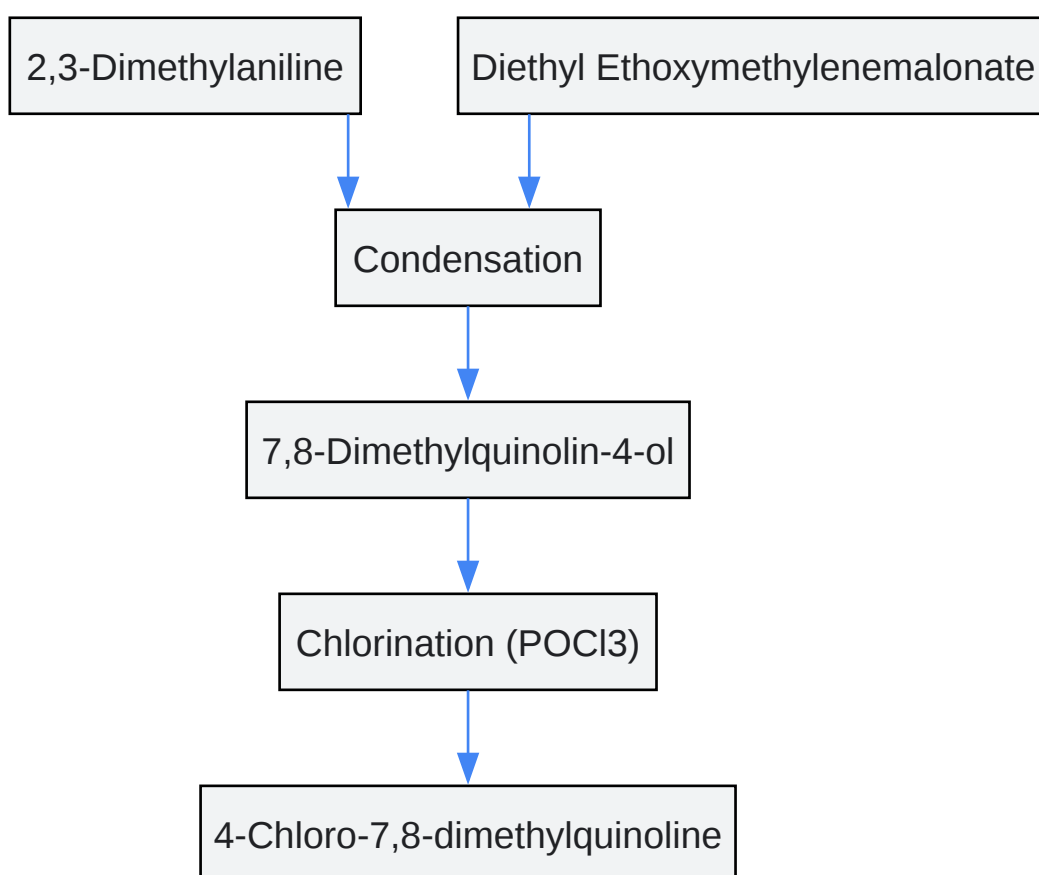 2,3-Dimethylaniline
Diethyl Ethoxymethylenemalonate
Condensation
7,8-Dimethylquinolin-4-ol
Chlorination (POCl3)
4-Chloro-7,8-dimethylquinoline